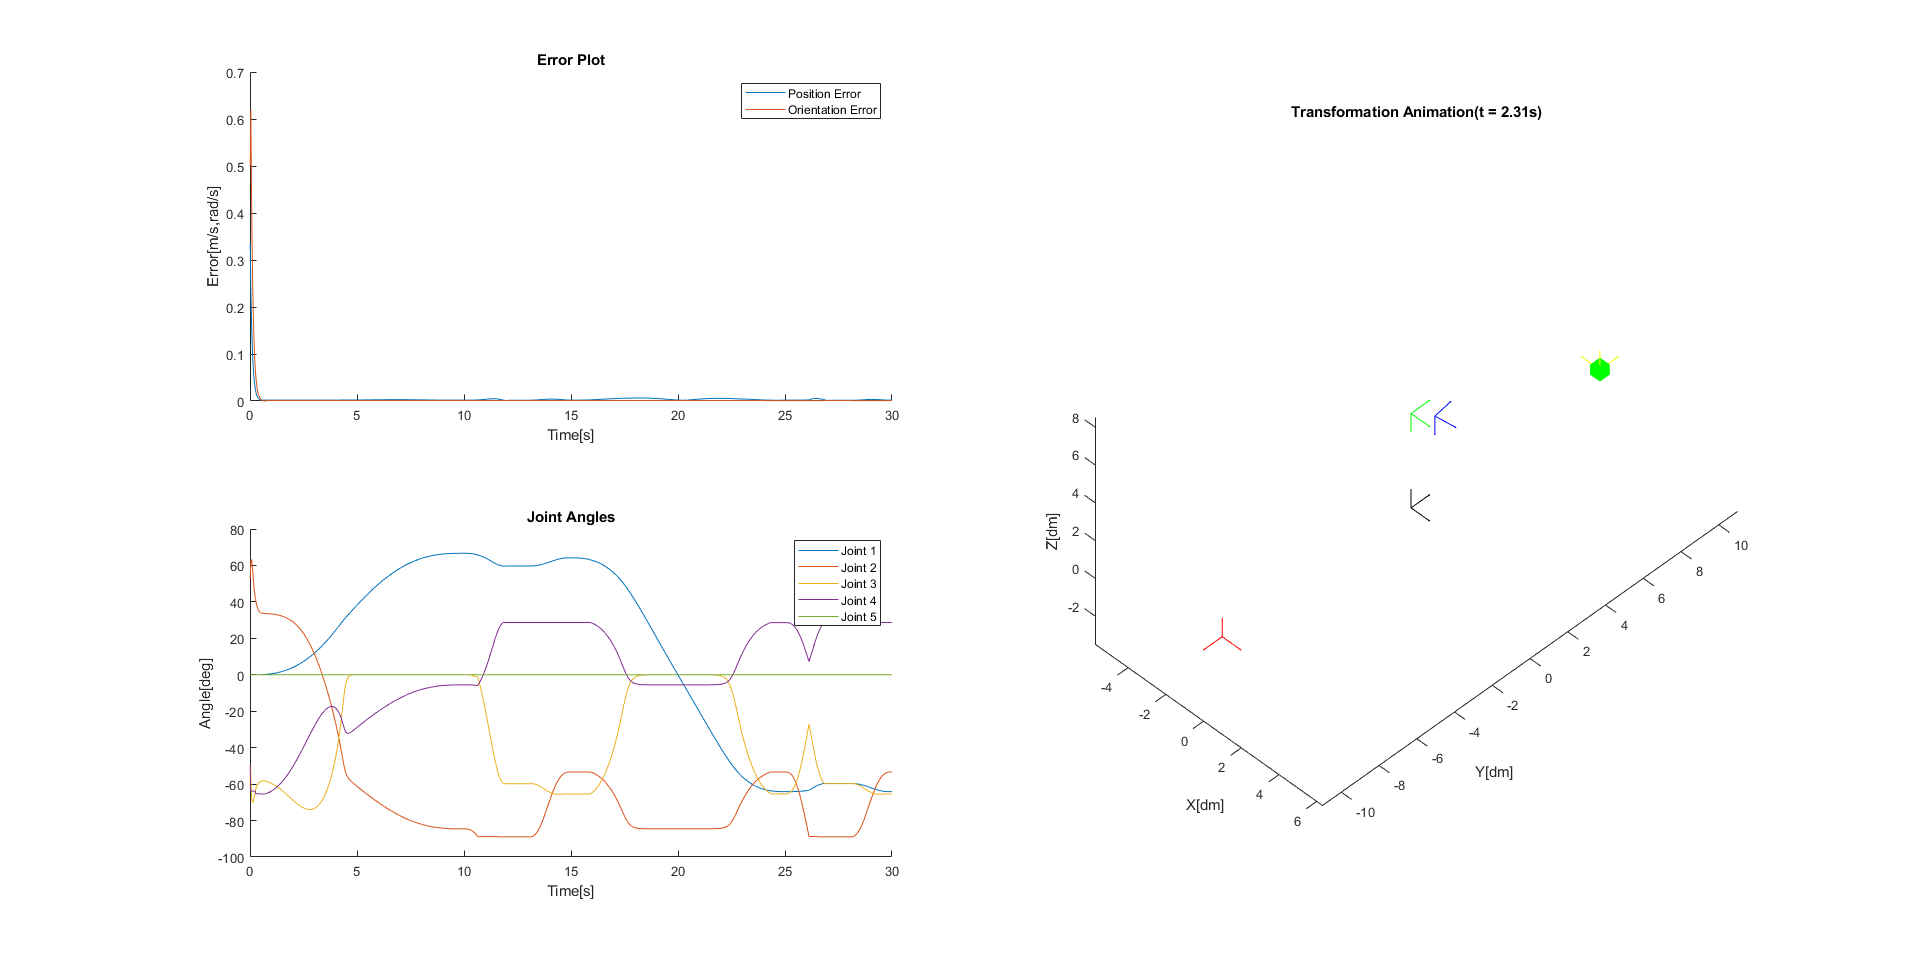 Error Plot
0.7
0.6
0.5
0.4
0.3
0.2
0.1
0
Error[m/s,rad/s]
0 5 10 15 20 25 30
Time[s]
Position Error
Orientation Error
Joint Angles
80
60
40
20
0
-20
-40
-60
-80
-100
Angle[deg]
0 5 10 15 20 25 30
Time[s]
Joint 1
Joint 2
Joint 3
Joint 4
Joint 5
Transformation Animation(t = 2.31s)
8
6
4
2
0
-2
Z[dm]
-4
-2
0
2
4
6
X[dm]
-10
-8
-6
-4
-2
0
2
4
6
8
10
Y[dm]